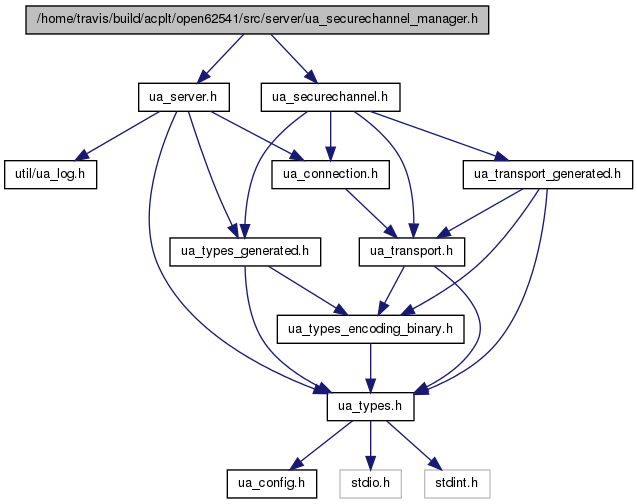 /home/travis/build/acplt/open62541/src/server/ua_securechannel_manager.h
ua_server.h
ua_securechannel.h
util/ua_log.h
ua_connection.h
ua_transport_generated.h
ua_types_generated.h
ua_transport.h
ua_types_encoding_binary.h
ua_types.h
ua_config.h
stdio.h
stdint.h